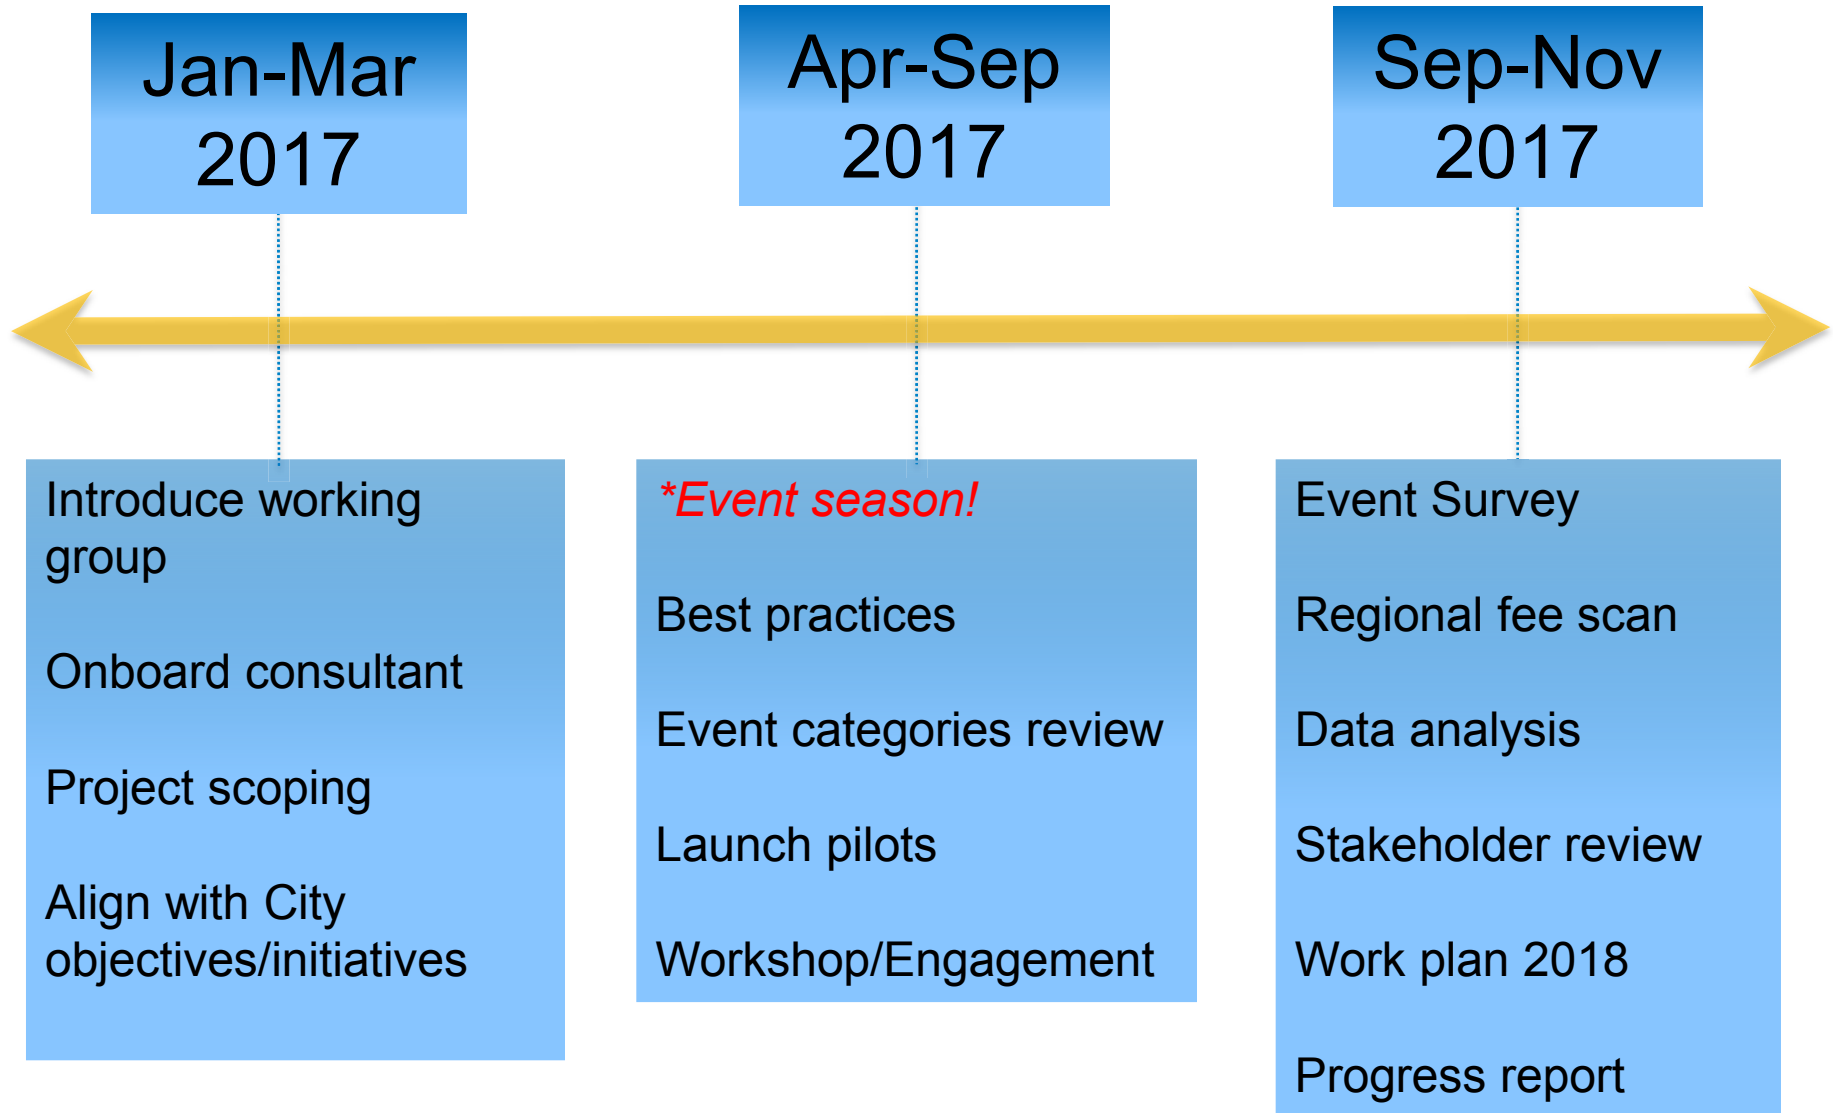 Jan-Mar
2017
Apr-Sep
2017
Sep-Nov
2017
Introduce working
group
Onboard consultant
Project scoping
Align with City
objectives/initiatives
*Event season!
Best practices
Event categories review
Launch pilots
Workshop/Engagement
Event Survey
Regional fee scan
Data analysis
Stakeholder review
Work plan 2018
Progress report